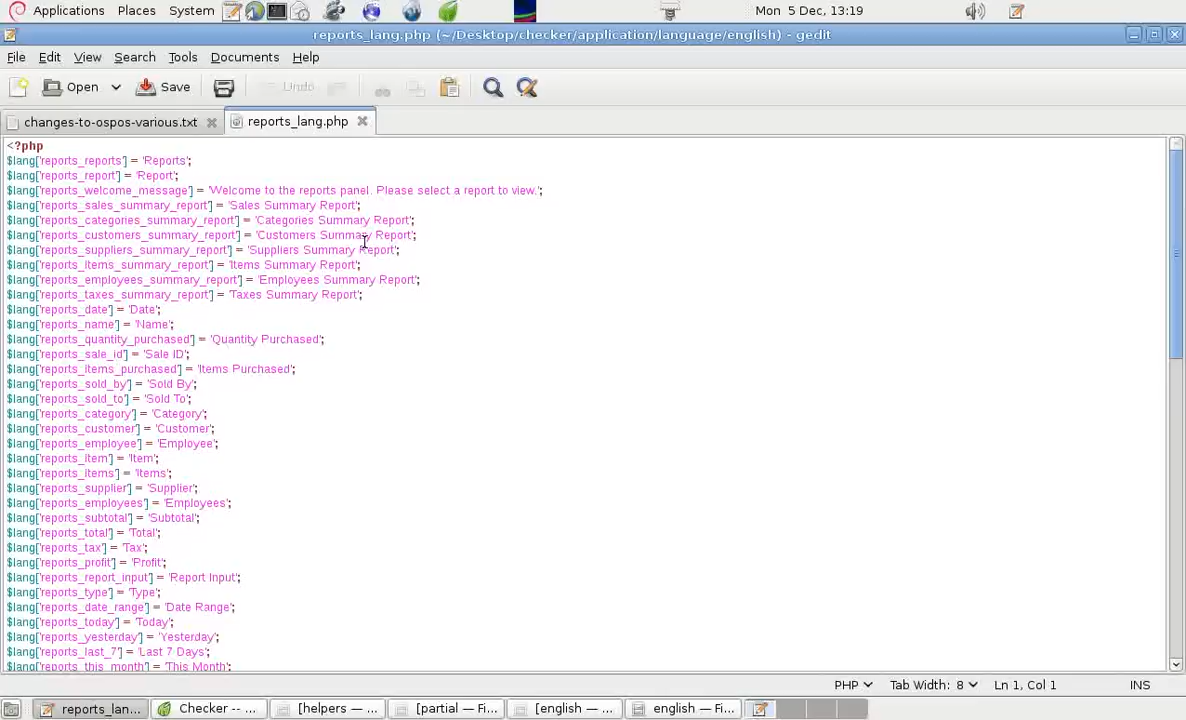 Applications Places System Mon 5 Dec, 13:19
reports_lang.php (~/Desktop/checker/application/language/english) - gedit
File Edit View Search Tools Documents Help
Open Save Undo
changes-to-ospos-various.txt reports_lang.php
<?php
$lang['reports_reports'] = 'Reports';
$lang['reports_report'] = 'Report';
$lang['reports_welcome_message'] = 'Welcome to the reports panel. Please select a report to view.';
$lang['reports_sales_summary_report'] = 'Sales Summary Report';
$lang['reports_categories_summary_report'] = 'Categories Summary Report';
$lang['reports_customers_summary_report'] = 'Customers Summary Report';
$lang['reports_suppliers_summary_report'] = 'Suppliers Summary Report';
$lang['reports_items_summary_report'] = 'Items Summary Report';
$lang['reports_employees_summary_report'] = 'Employees Summary Report';
$lang['reports_taxes_summary_report'] = 'Taxes Summary Report';
$lang['reports_date'] = 'Date';
$lang['reports_name'] = 'Name';
$lang['reports_quantity_purchased'] = 'Quantity Purchased';
$lang['reports_sale_id'] = 'Sale ID';
$lang['reports_items_purchased'] = 'Items Purchased';
$lang['reports_sold_by'] = 'Sold By';
$lang['reports_sold_to'] = 'Sold To';
$lang['reports_category'] = 'Category';
$lang['reports_customer'] = 'Customer';
$lang['reports_employee'] = 'Employee';
$lang['reports_item'] = 'Item';
$lang['reports_items'] = 'Items';
$lang['reports_supplier'] = 'Supplier';
$lang['reports_employees'] = 'Employees';
$lang['reports_subtotal'] = 'Subtotal';
$lang['reports_total'] = 'Total';
$lang['reports_tax'] = 'Tax';
$lang['reports_profit'] = 'Profit';
$lang['reports_report_input'] = 'Report Input';
$lang['reports_type'] = 'Type';
$lang['reports_date_range'] = 'Date Range';
$lang['reports_today'] = 'Today';
$lang['reports_yesterday'] = 'Yesterday';
$lang['reports_last_7'] = 'Last 7 Days';
$lang['reports_this_month'] = 'This Month';
PHP Tab Width: 8 Ln 1, Col 1 INS
reports_lan... Checker -- ... [helpers — ... [partial — Fi... [english — ... english — Fi...